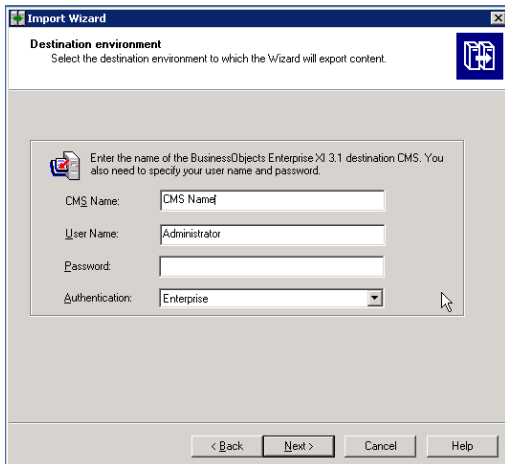 Import Wizard
Destination environment
Select the destination environment to which the Wizard will export content.
Enter the name of the BusinessObjects Enterprise XI 3.1 destination CMS. You
also need to specify your user name and password.
CMS Name: CMS Name
User Name: Administrator
Password:
Authentication: Enterprise
< Back Next > Cancel Help